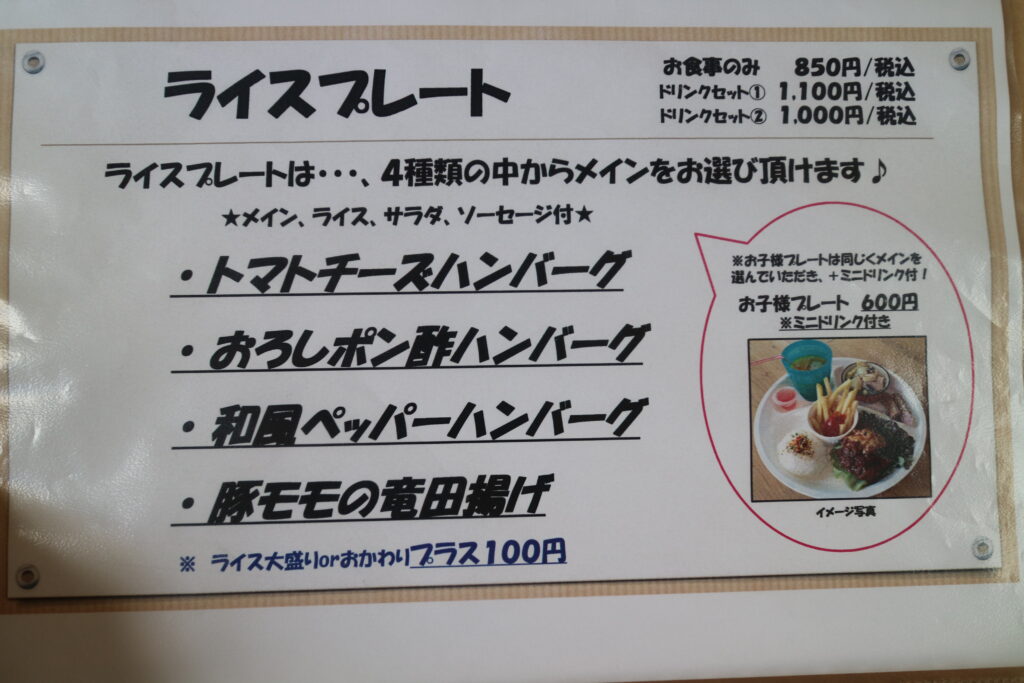 ライスプレート
お食事のみ 850円/税込
ドリンクセット① 1,100円/税込
ドリンクセット② 1,000円/税込
ライスプレートは・・・、4種類の中からメインをお選び頂けます♪
★メイン、ライス、サラダ、ソーセージ付★
・トマトチーズハンバーグ
・おろしポン酢ハンバーグ
・和風ペッパーハンバーグ
・豚モモの竜田揚げ
※ ライス大盛りorおかわりプラス100円
※お子様プレートは同じくメインを
選んでいただき、+ミニドリンク付!
お子様プレート 600円
※ミニドリンク付き
イメージ写真